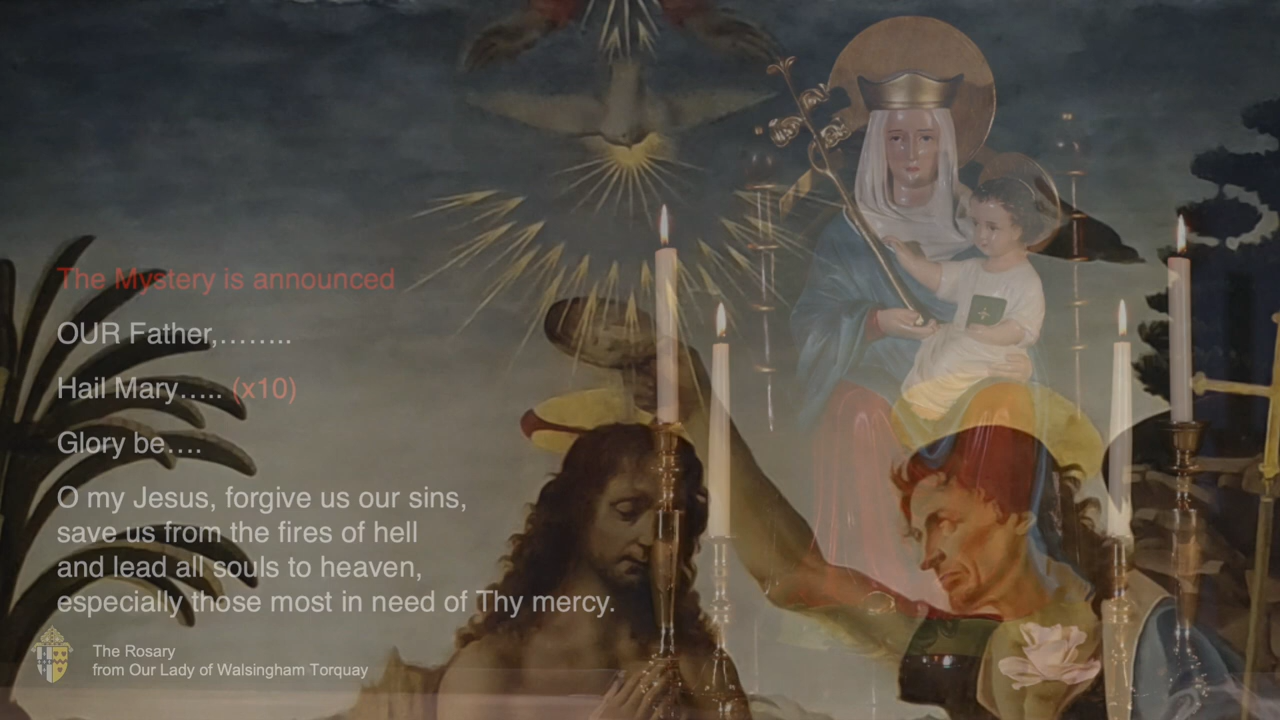 The Mystery is announced
OUR Father,……..
Hail Mary….. (x10)
Glory be….
O my Jesus, forgive us our sins,
save us from the fires of hell
and lead all souls to heaven,
especially those most in need of Thy mercy.
The Rosary
from Our Lady of Walsingham Torquay